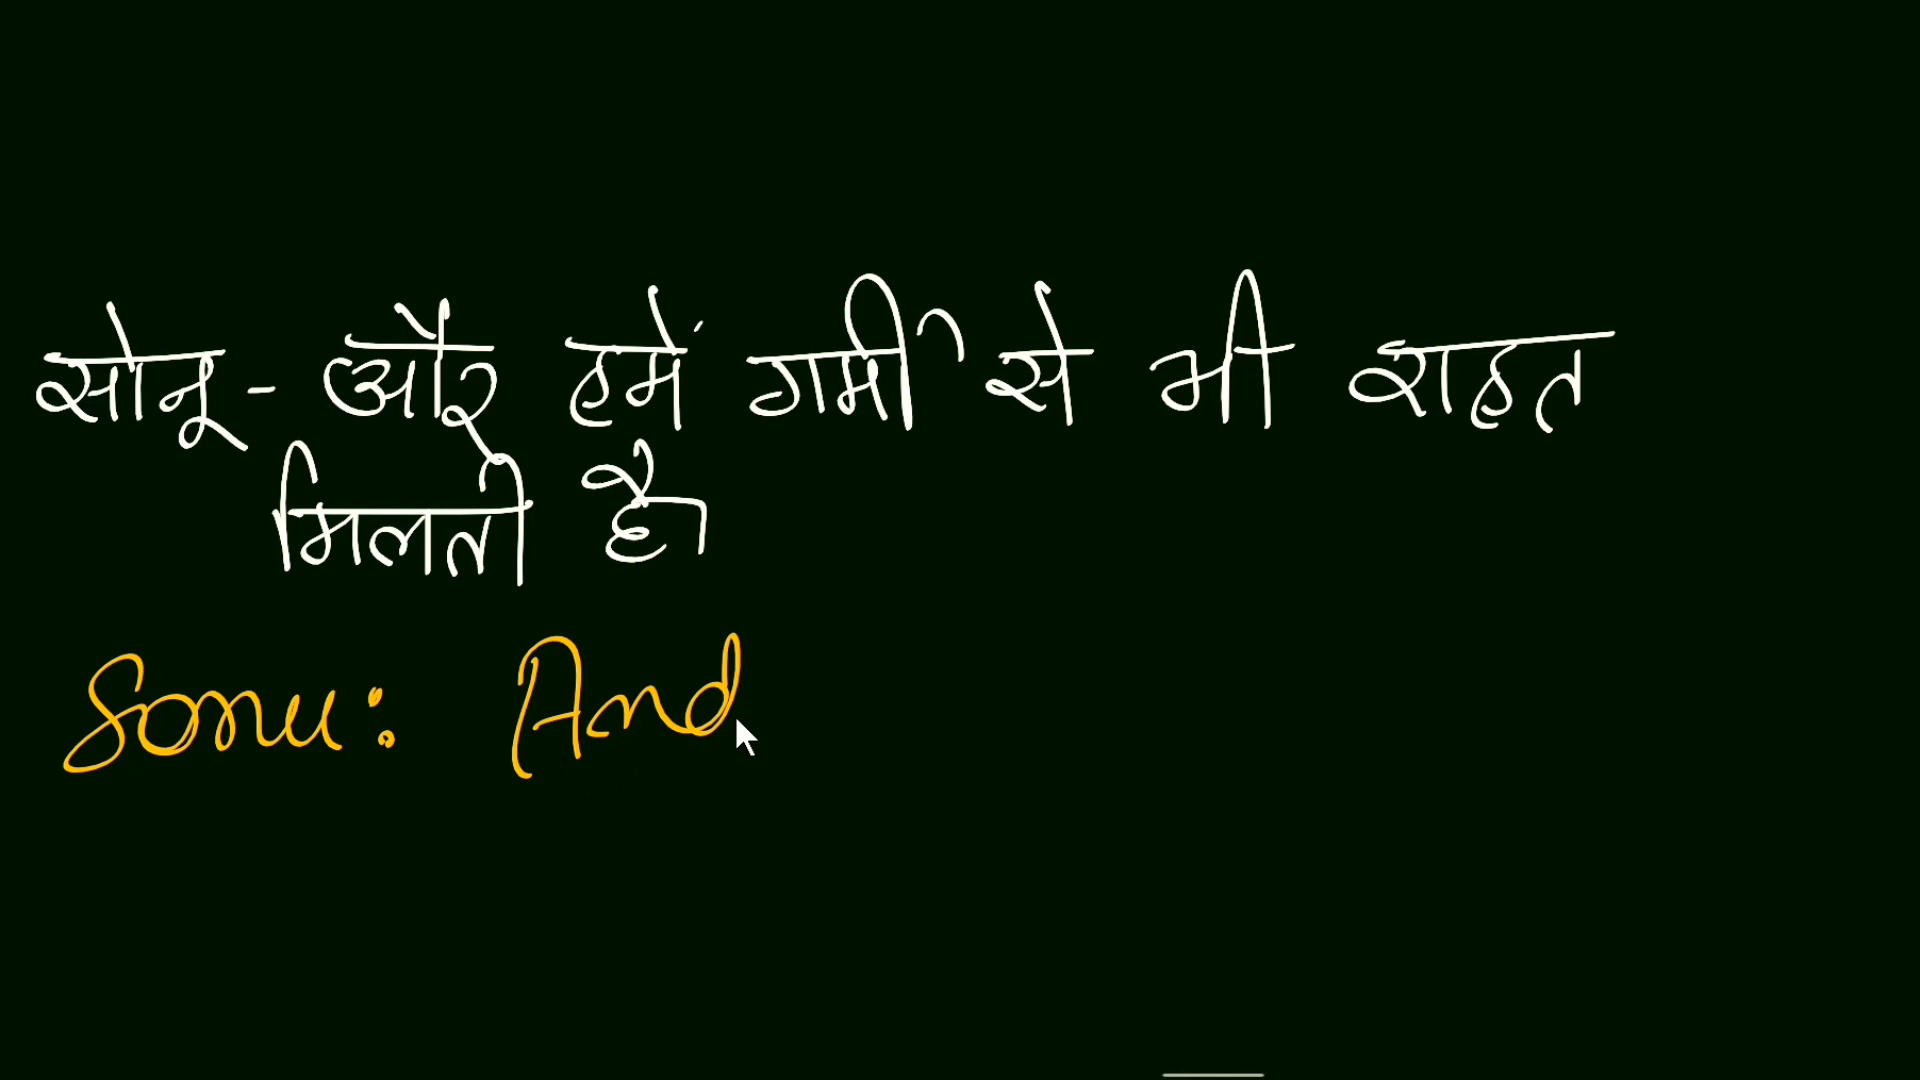 सोनू - और हमें गर्मी से भी राहत
मिलती है।
Sonu: And